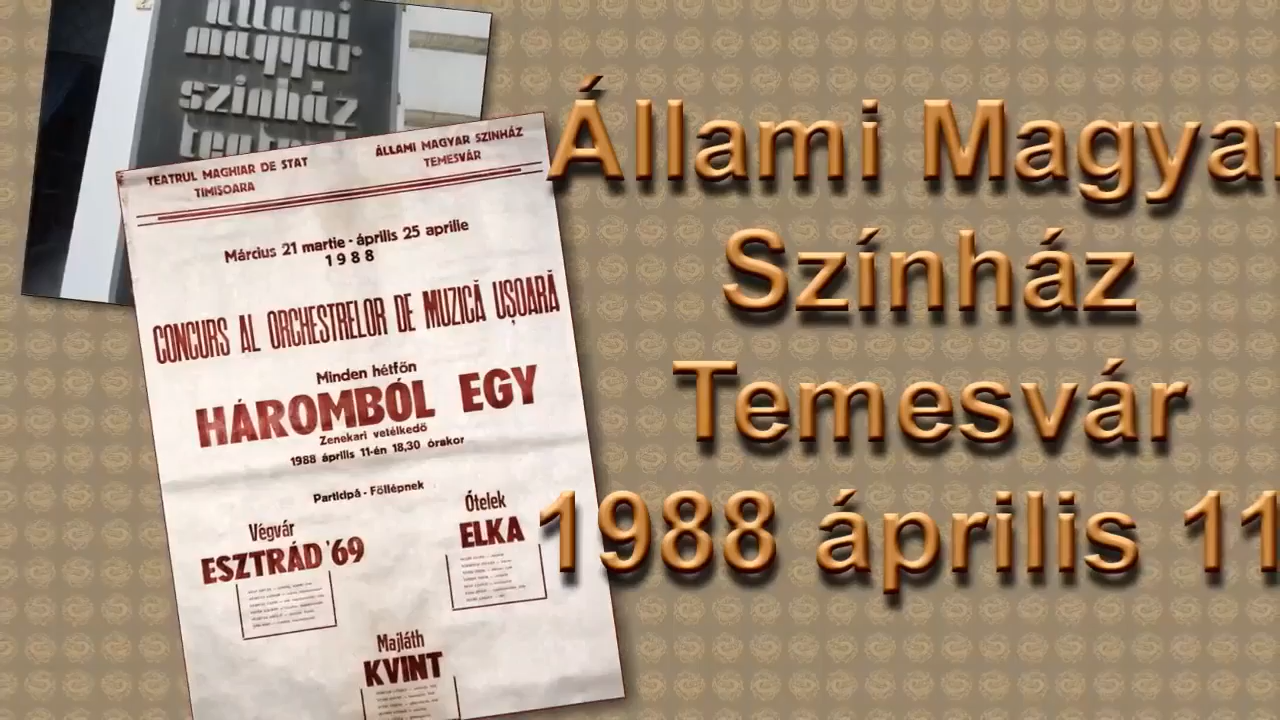 állami
magyar
színház
TEATRUL MAGHIAR DE STAT
TIMISOARA
ÁLLAMI MAGYAR SZINHÁZ
TEMESVÁR
Március 21 martie - április 25 aprilie
1988
CONCURS AL ORCHESTRELOR DE MUZICĂ UȘOARĂ
Minden hétfőn
HÁROMBÓL EGY
Zenekari vetélkedő
1988 április 11-én 18,30 órakor
Participă - Föllépnek
Végvár
ESZTRÁD '69
Ótelek
ELKA
Majláth
KVINT
Állami Magyar
Színház
Temesvár
1988 április 11